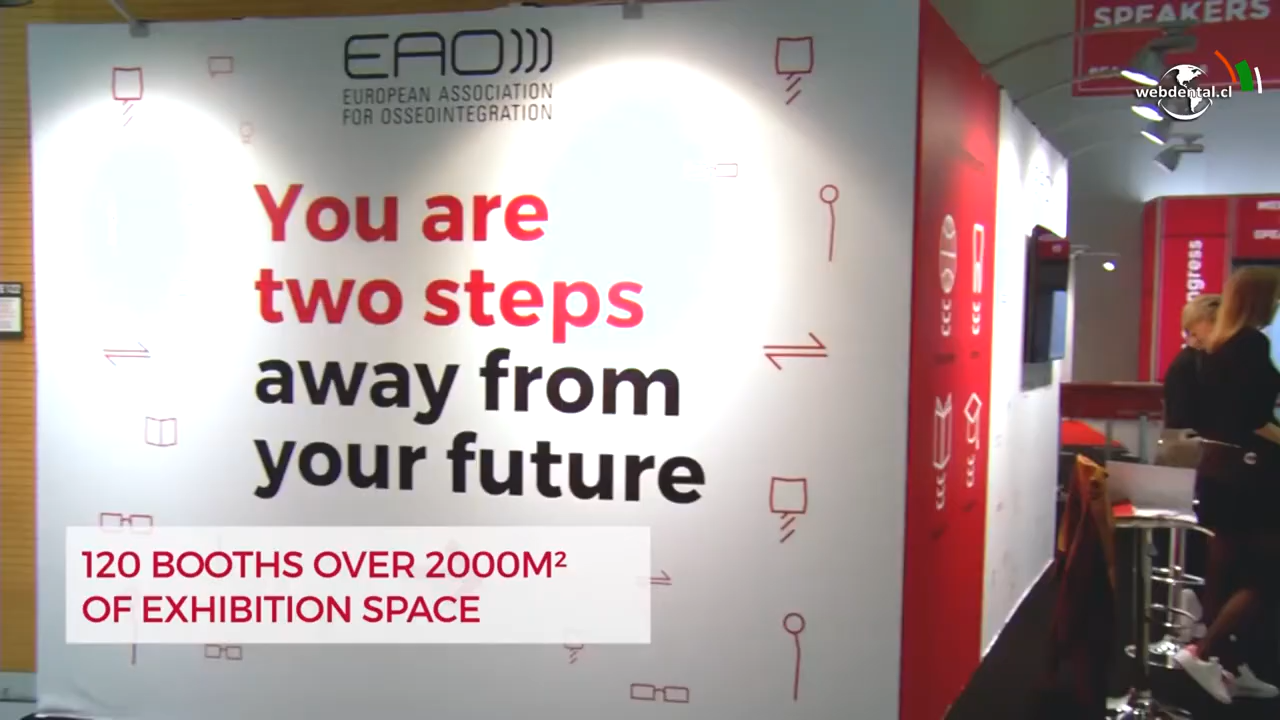 EAO)))
EUROPEAN ASSOCIATION
FOR OSSEOINTEGRATION
You are
two steps
away from
your future
120 BOOTHS OVER 2000M²
OF EXHIBITION SPACE
SPEAKERS
webdental.cl